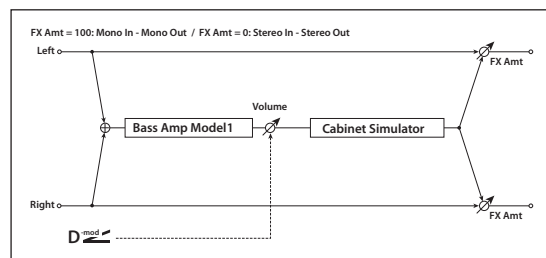 FX Amt = 100: Mono In - Mono Out / FX Amt = 0: Stereo In - Stereo Out
Left
FX Amt
Volume
Bass Amp Model1
Cabinet Simulator
Right
FX Amt
D-mod